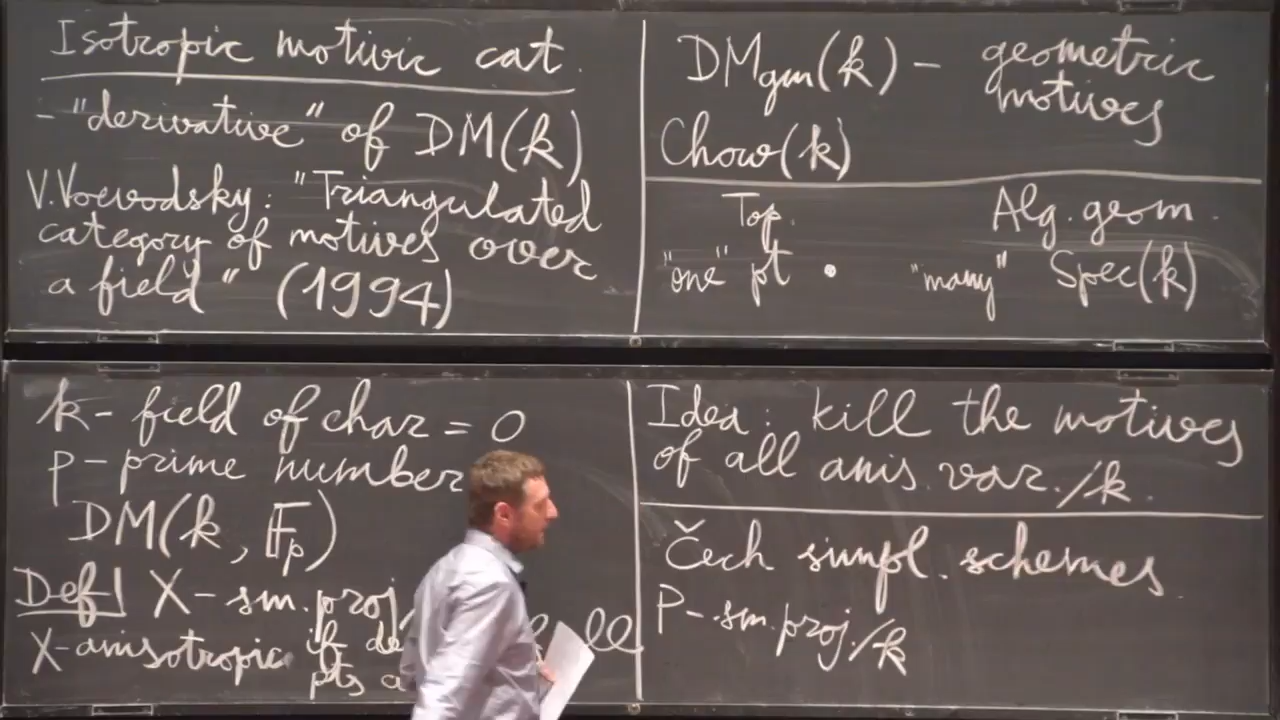 Isotropic motivic cat.
- "derivative" of DM(k)
V. Voevodsky: "Triangulated
category of motives over
a field" (1994)
DMgm(k) - geometric
motives
Chow(k)
Top. Alg. geom.
"one" pt • "many" Spec(k)
k - field of char = 0
p - prime number
DM(k, 𝔽p)
Def X - sm. proj.
X - anisotropic if
pts
Idea: kill the motives
of all anis. var. /k.
Čech simpl. schemes
P - sm. proj. /k